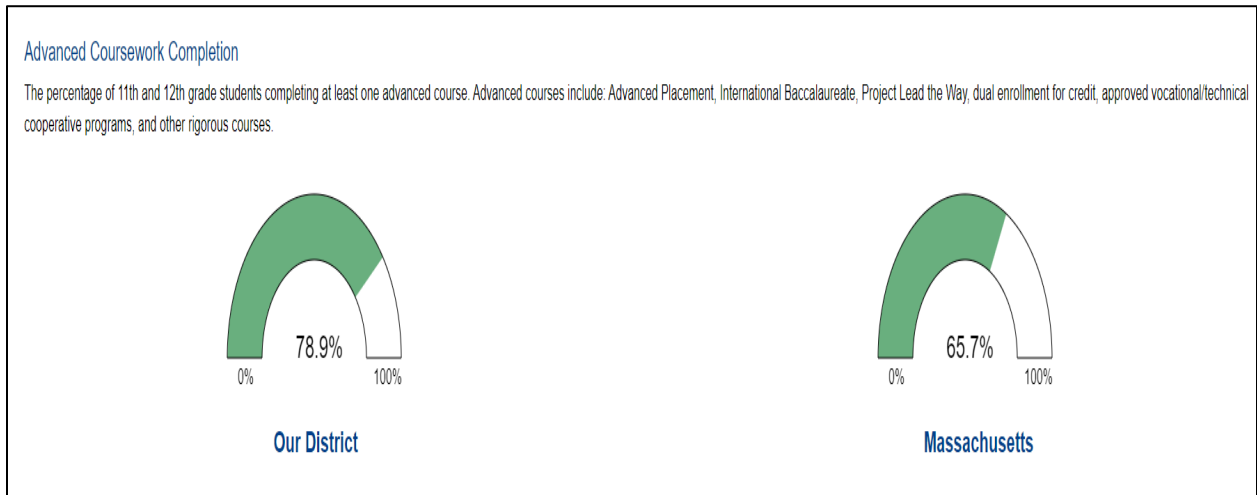 Advanced Coursework Completion
The percentage of 11th and 12th grade students completing at least one advanced course. Advanced courses include: Advanced Placement, International Baccalaureate, Project Lead the Way, dual enrollment for credit, approved vocational/technical
cooperative programs, and other rigorous courses.
78.9%
0%
100%
Our District
65.7%
0%
100%
Massachusetts